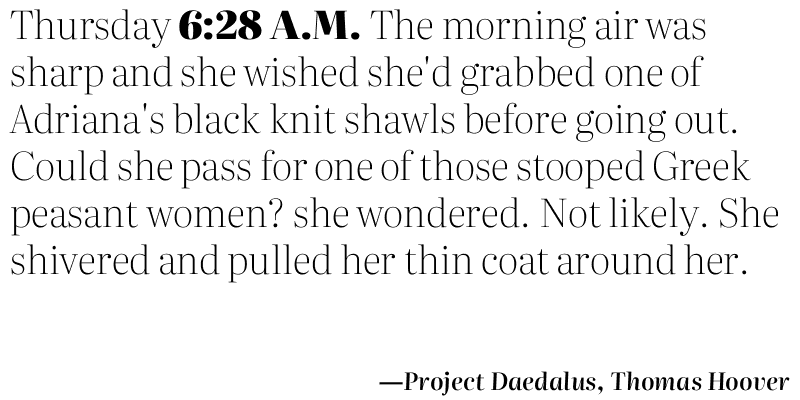 Thursday 6:28 A.M. The morning air was
sharp and she wished she'd grabbed one of
Adriana's black knit shawls before going out.
Could she pass for one of those stooped Greek
peasant women? she wondered. Not likely. She
shivered and pulled her thin coat around her.
—Project Daedalus, Thomas Hoover